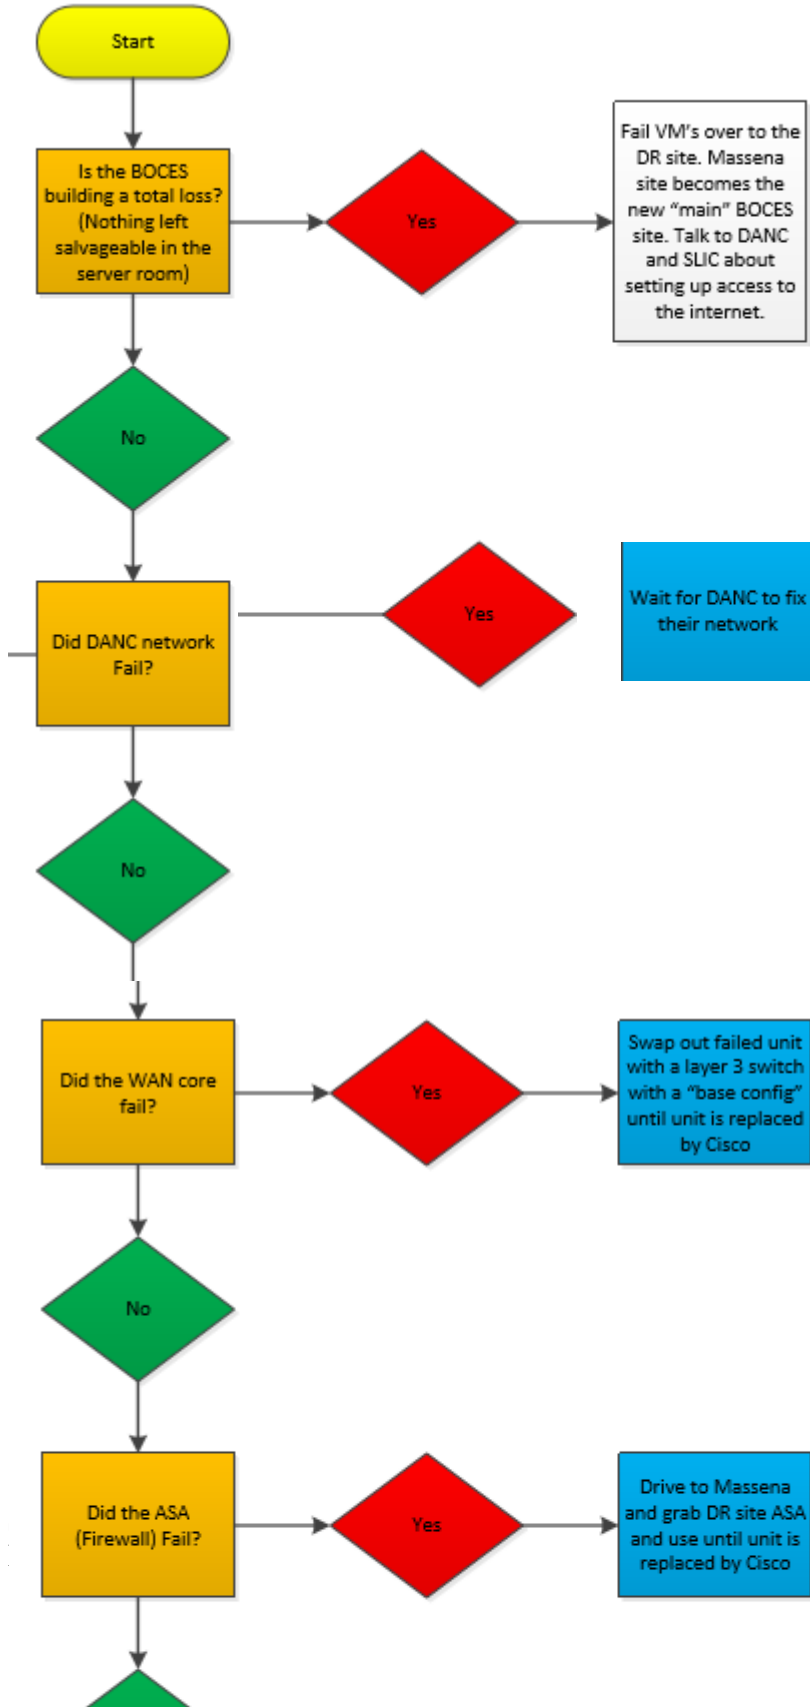 Start
Is the BOCES
building a total loss?
(Nothing left
salvageable in the
server room)
Yes
Fail VM's over to the
DR site. Massena
site becomes the
new “main” BOCES
site. Talk to DANC
and SLIC about
setting up access to
the internet.
No
Did DANC network
Fail?
Yes
Wait for DANC to fix
their network
No
Did the WAN core
fail?
Yes
Swap out failed unit
with a layer 3 switch
with a “base config”
until unit is replaced
by Cisco
No
Did the ASA
(Firewall) Fail?
Yes
Drive to Massena
and grab DR site ASA
and use until unit is
replaced by Cisco